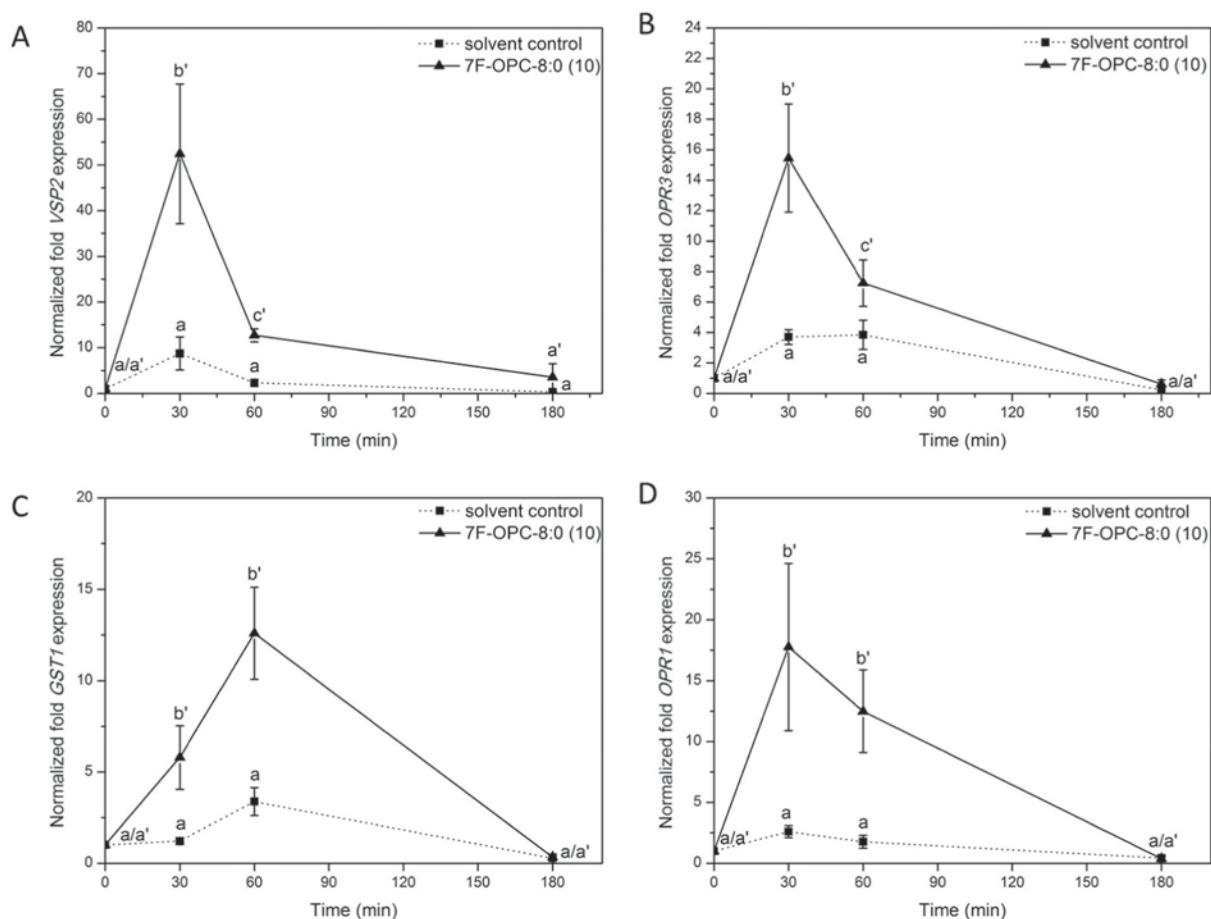 A
Normalized fold VSP2 expression
80
70
60
50
40
30
20
10
0
solvent control
7F-OPC-8:0 (10)
b'
a
a/a'
c'
a
a'
a
0 30 60 90 120 150 180
Time (min)
B
Normalized fold OPR3 expression
24
22
20
18
16
14
12
10
8
6
4
2
0
solvent control
7F-OPC-8:0 (10)
b'
c'
a
a
a/a'
a/a'
0 30 60 90 120 150 180
Time (min)
C
Normalized fold GST1 expression
20
15
10
5
0
solvent control
7F-OPC-8:0 (10)
b'
b'
a
a
a/a'
a/a'
0 30 60 90 120 150 180
Time (min)
D
Normalized fold OPR1 expression
30
25
20
15
10
5
0
solvent control
7F-OPC-8:0 (10)
b'
b'
a
a
a/a'
a/a'
0 30 60 90 120 150 180
Time (min)